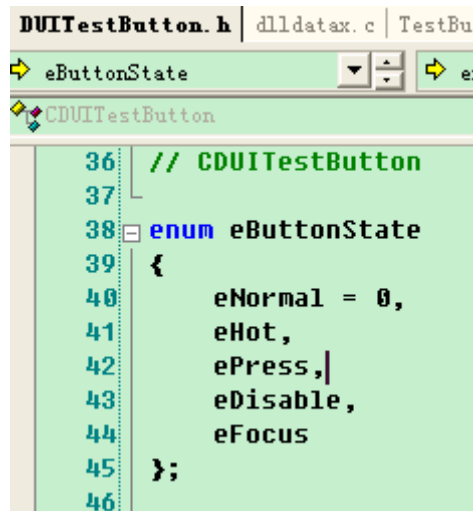 DUITestButton.h dlldatax.c TestBu
eButtonState e
CDUITestButton
36 // CDUITestButton
37
38 enum eButtonState
39 {
40 eNormal = 0,
41 eHot,
42 ePress,
43 eDisable,
44 eFocus
45 };
46